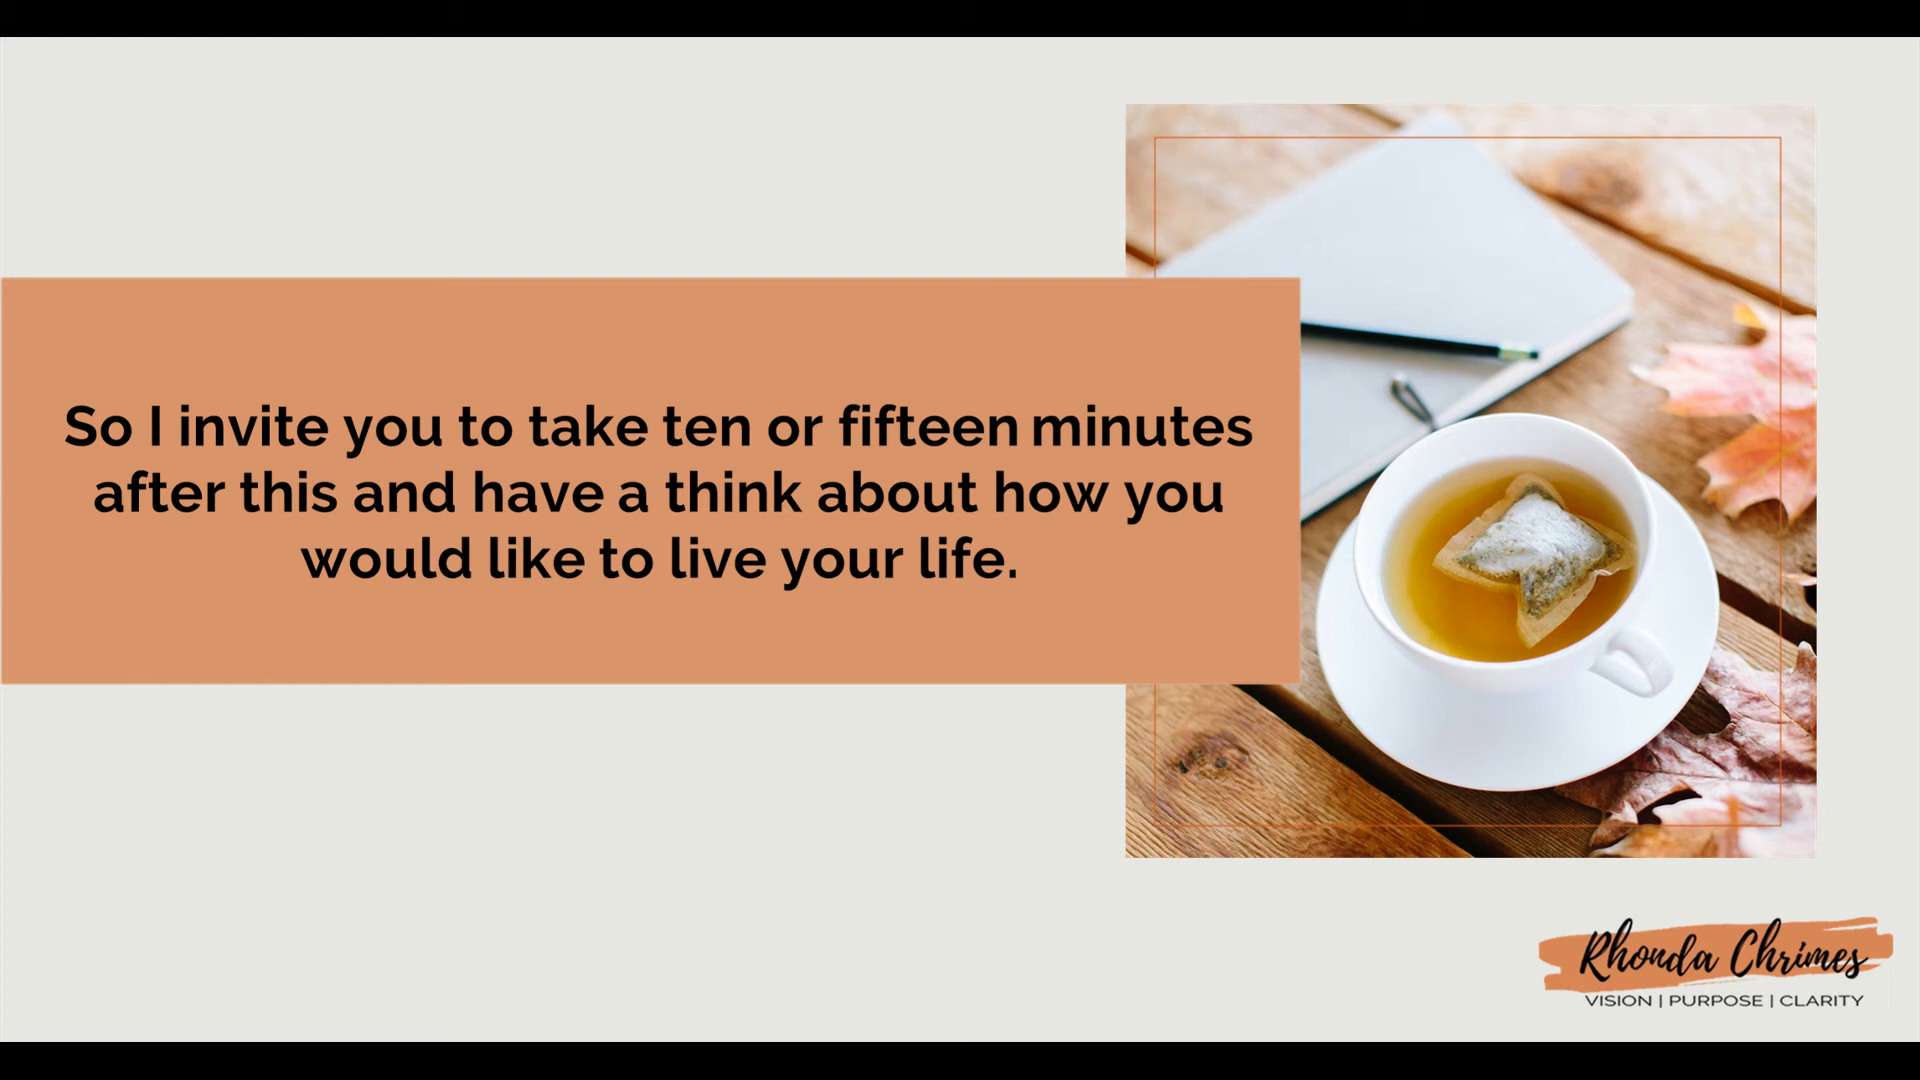 So I invite you to take ten or fifteen minutes
after this and have a think about how you
would like to live your life.
Rhonda Chrimes
VISION | PURPOSE | CLARITY